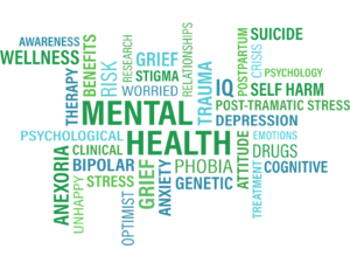 AWARENESS
WELLNESS
THERAPY
BENEFITS
RISK
RESEARCH
GRIEF
STIGMA
WORRIED
RELATIONSHIPS
TRAUMA
IQ
POSTPARTUM
CRISIS
SUICIDE
PSYCHOLOGY
SELF HARM
POST-TRAMATIC STRESS
MENTAL
DEPRESSION
PSYCHOLOGICAL
HEALTH
EMOTIONS
CLINICAL
ATTITUDE
DRUGS
ANEXORIA
BIPOLAR
GRIEF
ANXIETY
PHOBIA
COGNITIVE
UNHAPPY
STRESS
GENETIC
TREATMENT
OPTIMIST